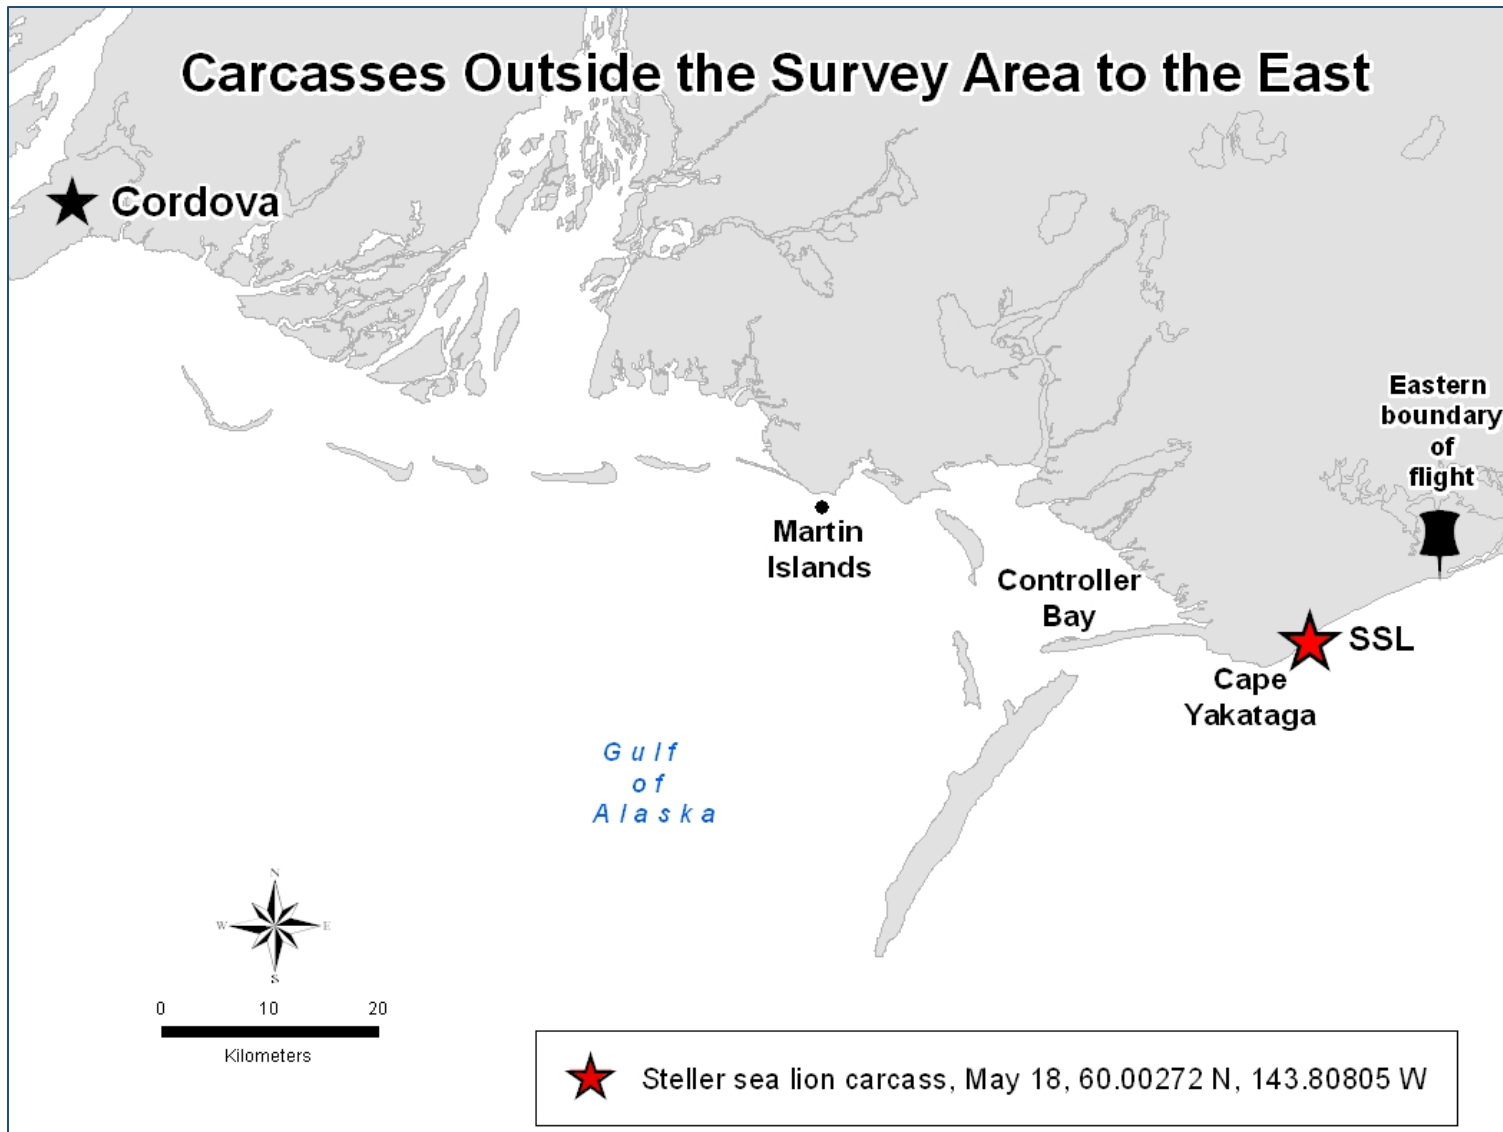 Carcasses Outside the Survey Area to the East
Cordova
Eastern
boundary
of
flight
Martin
Islands
Controller
Bay
SSL
Cape
Yakataga
Gulf
of
Alaska
N
W E
S
0 10 20
Kilometers
Steller sea lion carcass, May 18, 60.00272 N, 143.80805 W